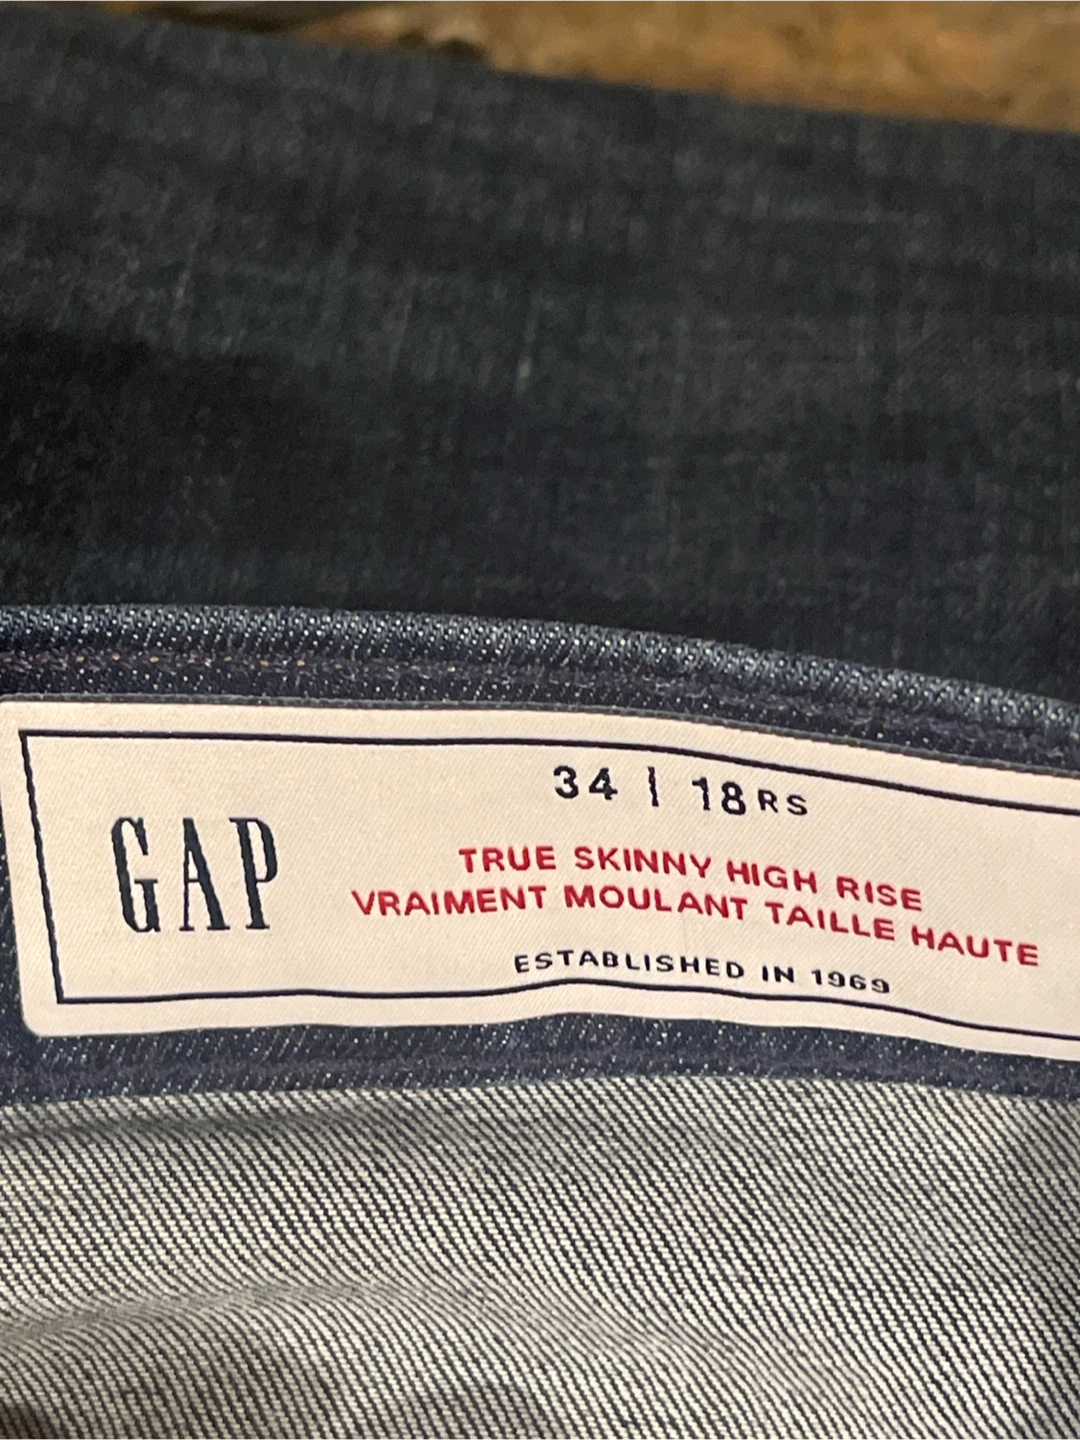 GAP
34 | 18RS
TRUE SKINNY HIGH RISE
VRAIMENT MOULANT TAILLE HAUTE
ESTABLISHED IN 1969